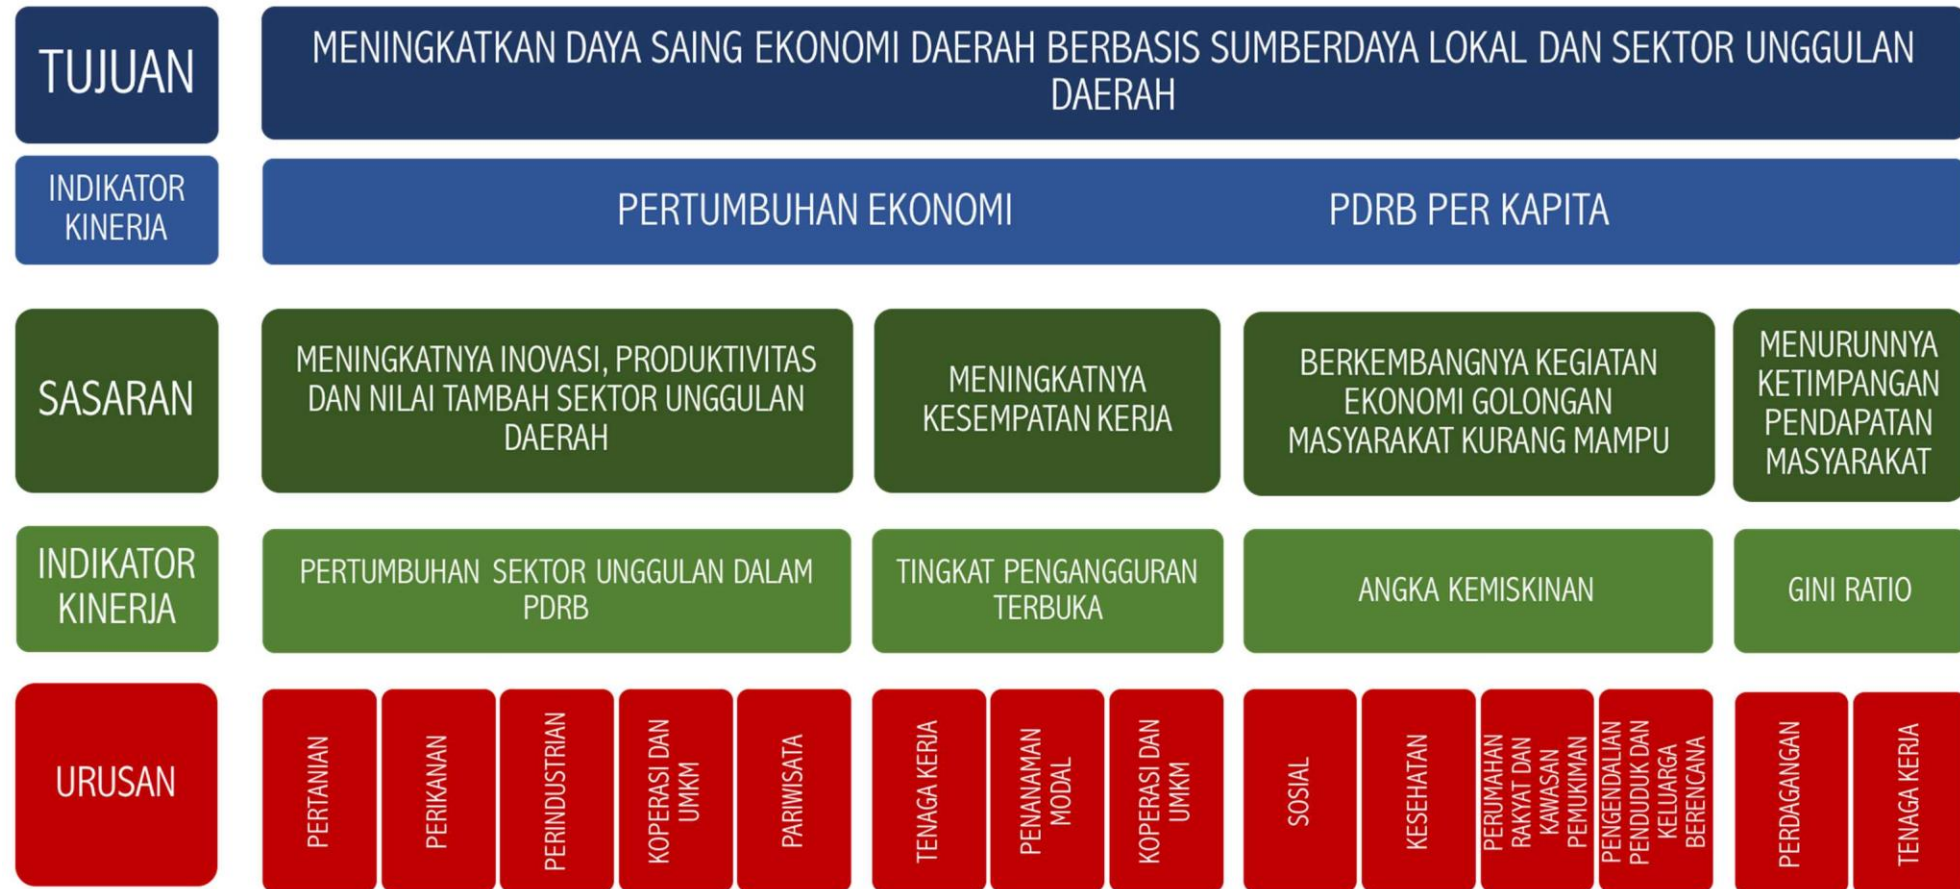 TUJUAN
MENINGKATKAN DAYA SAING EKONOMI DAERAH BERBASIS SUMBERDAYA LOKAL DAN SEKTOR UNGGULAN
DAERAH
INDIKATOR
KINERJA
PERTUMBUHAN EKONOMI
PDRB PER KAPITA
SASARAN
MENINGKATNYA INOVASI, PRODUKTIVITAS
DAN NILAI TAMBAH SEKTOR UNGGULAN
DAERAH
MENINGKATNYA
KESEMPATAN KERJA
BERKEMBANGNYA KEGIATAN
EKONOMI GOLONGAN
MASYARAKAT KURANG MAMPU
MENURUNNYA
KETIMPANGAN
PENDAPATAN
MASYARAKAT
INDIKATOR
KINERJA
PERTUMBUHAN SEKTOR UNGGULAN DALAM
PDRB
TINGKAT PENGANGGURAN
TERBUKA
ANGKA KEMISKINAN
GINI RATIO
URUSAN
PERTANIAN
PERIKANAN
PERINDUSTRIAN
KOPERASI DAN
UMKM
PARIWISATA
TENAGA KERJA
PENANAMAN
MODAL
KOPERASI DAN
UMKM
SOSIAL
KESEHATAN
PERUMAHAN
RAKYAT DAN
KAWASAN
PEMUKIMAN
PENGENDALIAN
PENDUDUK DAN
KELUARGA
BERENCANA
PERDAGANGAN
TENAGA KERJA